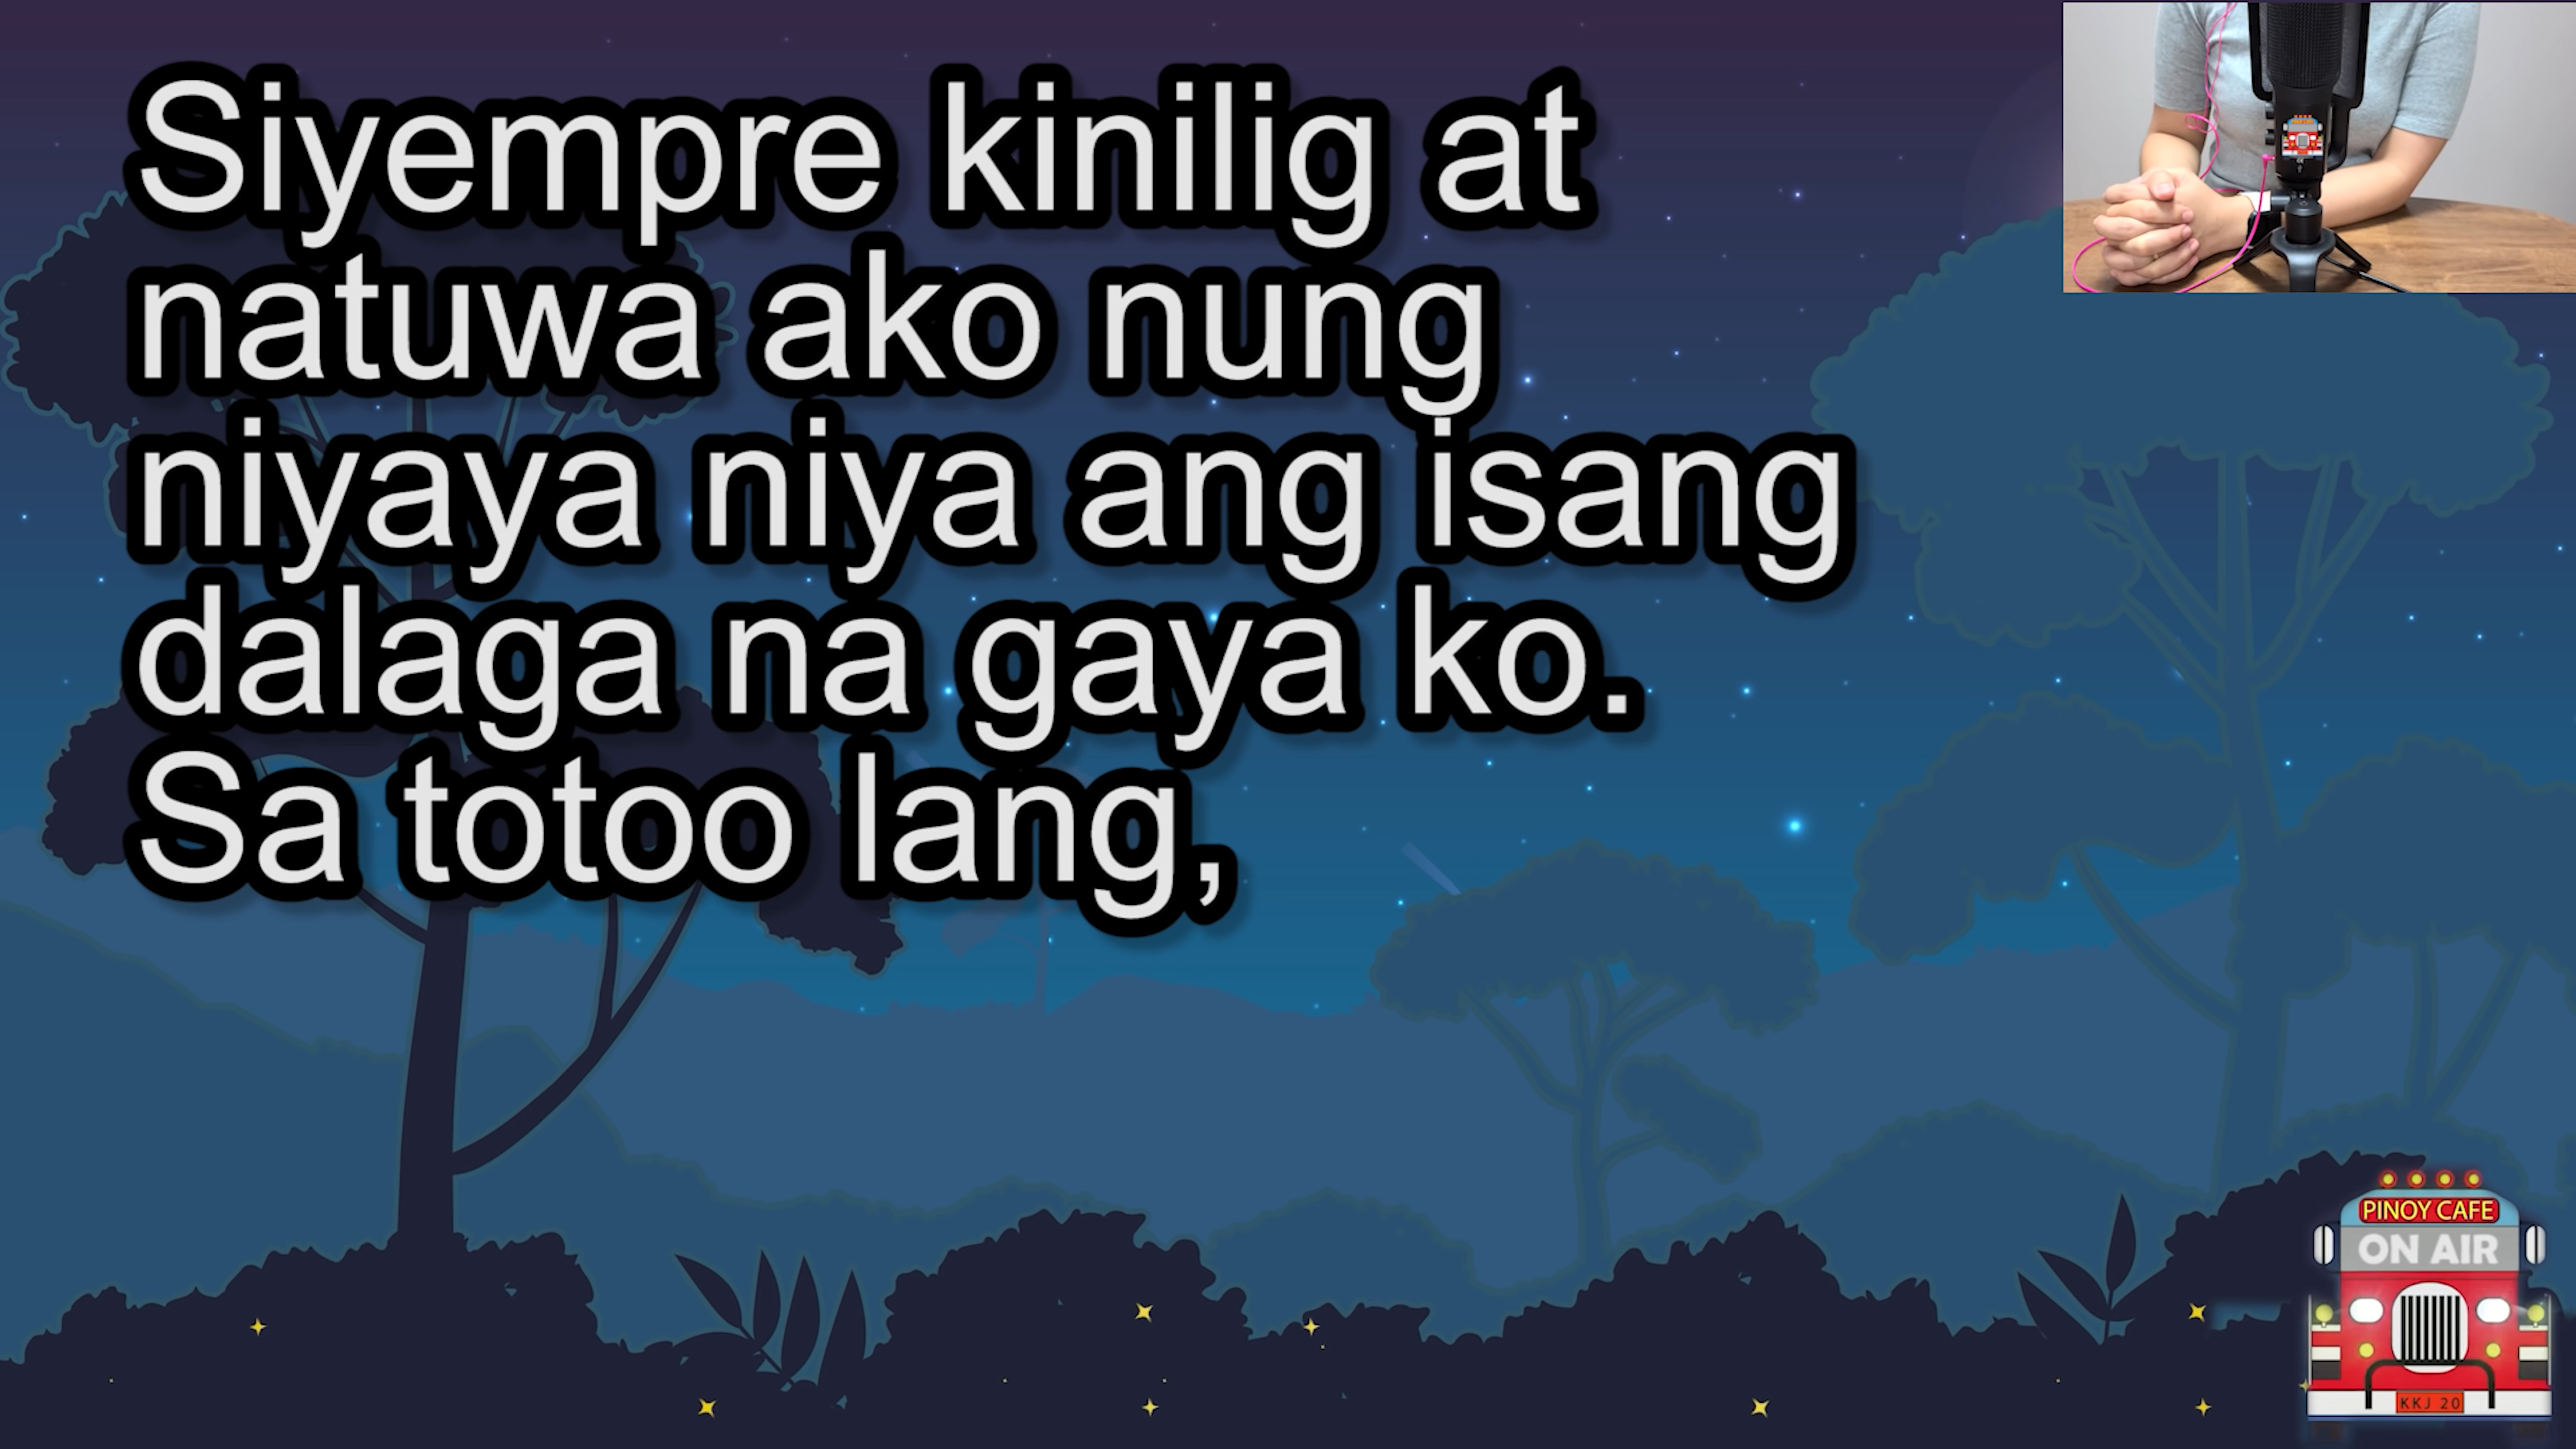 Siyempre kinilig at
natuwa ako nung
niyaya niya ang isang
dalaga na gaya ko.
Sa totoo lang,
PINOY CAFE
ON AIR
KKJ 20